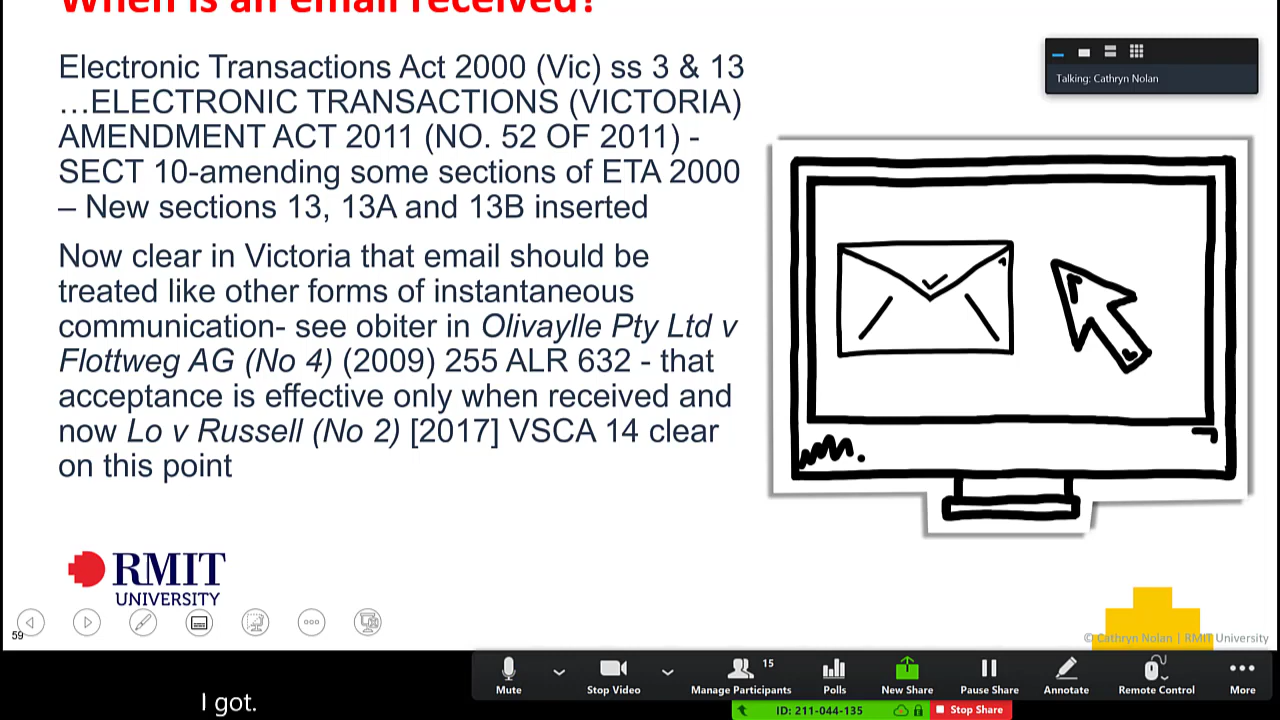 When is an email received?
Electronic Transactions Act 2000 (Vic) ss 3 & 13
…ELECTRONIC TRANSACTIONS (VICTORIA)
AMENDMENT ACT 2011 (NO. 52 OF 2011) -
SECT 10-amending some sections of ETA 2000
– New sections 13, 13A and 13B inserted
Now clear in Victoria that email should be
treated like other forms of instantaneous
communication- see obiter in Olivaylle Pty Ltd v
Flottweg AG (No 4) (2009) 255 ALR 632 - that
acceptance is effective only when received and
now Lo v Russell (No 2) [2017] VSCA 14 clear
on this point
Talking: Cathryn Nolan
RMIT
UNIVERSITY
59
© Cathryn Nolan | RMIT University
Mute
Stop Video
Manage Participants
15
Polls
New Share
Pause Share
Annotate
Remote Control
More
ID: 211-044-135
Stop Share
I got.